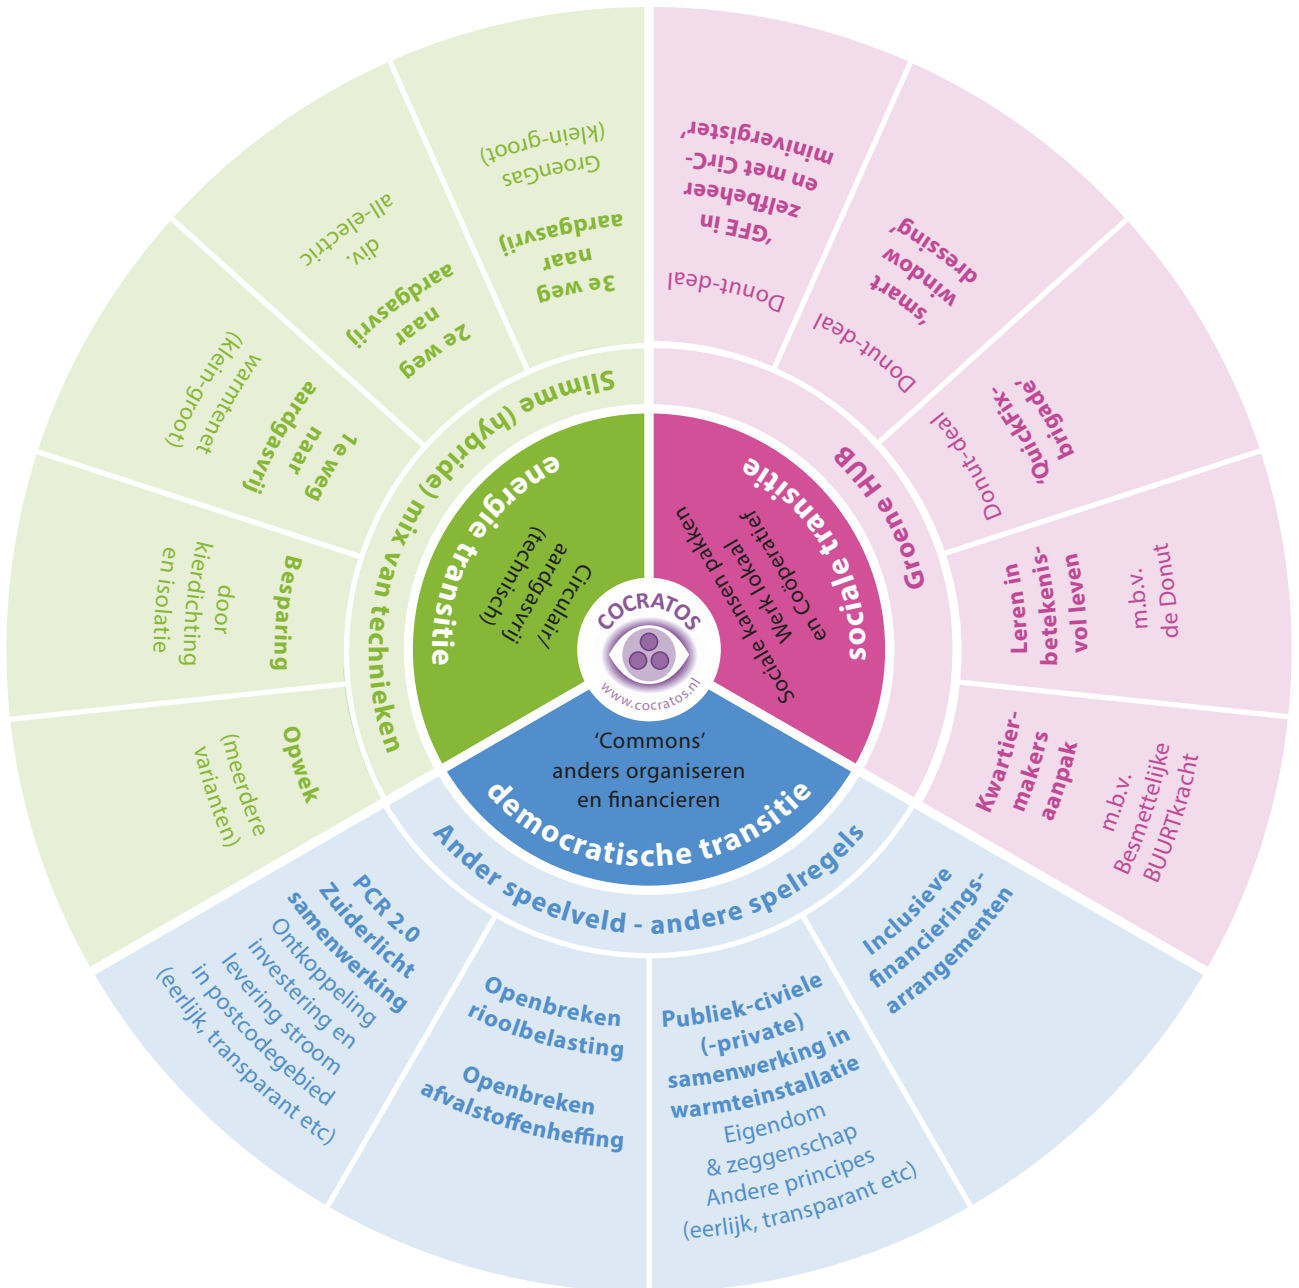 COCRATOS
www.cocratos.nl
energie transitie
Circulair/
aardgasvrij
(technisch)
sociale transitie
Sociale kansen pakken
Werk lokaal
en Coöperatief
'Commons'
anders organiseren
en financieren
democratische transitie
Slimme (hybride) mix van technieken
Opwek
(meerdere
varianten)
Besparing
door
kierdichting
en isolatie
1e weg
naar
aardgasvrij
warmtenet
(klein-groot)
2e weg
naar
aardgasvrij
div.
all-electric
3e weg
naar
aardgasvrij
GroenGas
(klein-groot)
Groene HUB
Donut-deal
'GFE in
zelfbeheer
en met CirC-
minivergister'
Donut-deal
'smart
window
dressing'
Donut-deal
'QuickFix-
brigade'
Leren in
betekenis-
vol leven
m.b.v.
de Donut
Kwartier-
makers
aanpak
m.b.v.
Besmettelijke
BUURTkracht
Ander speelveld - andere spelregels
PCR 2.0
Zuiderlicht
samenwerking
Ontkoppeling
investering en
levering stroom
in postcodegebied
(eerlijk, transparant etc)
Openbreken
rioolbelasting
Openbreken
afvalstoffenheffing
Publiek-civiele
(-private)
samenwerking in
warmteinstallatie
Eigendom
& zeggenschap
Andere principes
(eerlijk, transparant etc)
Inclusieve
financierings-
arrangementen